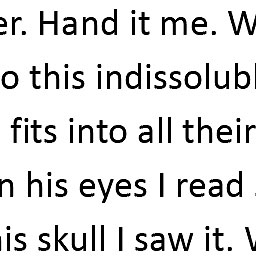 er. Hand it me. W
o this indissolubl
fits into all their
n his eyes I read
is skull I saw it. V